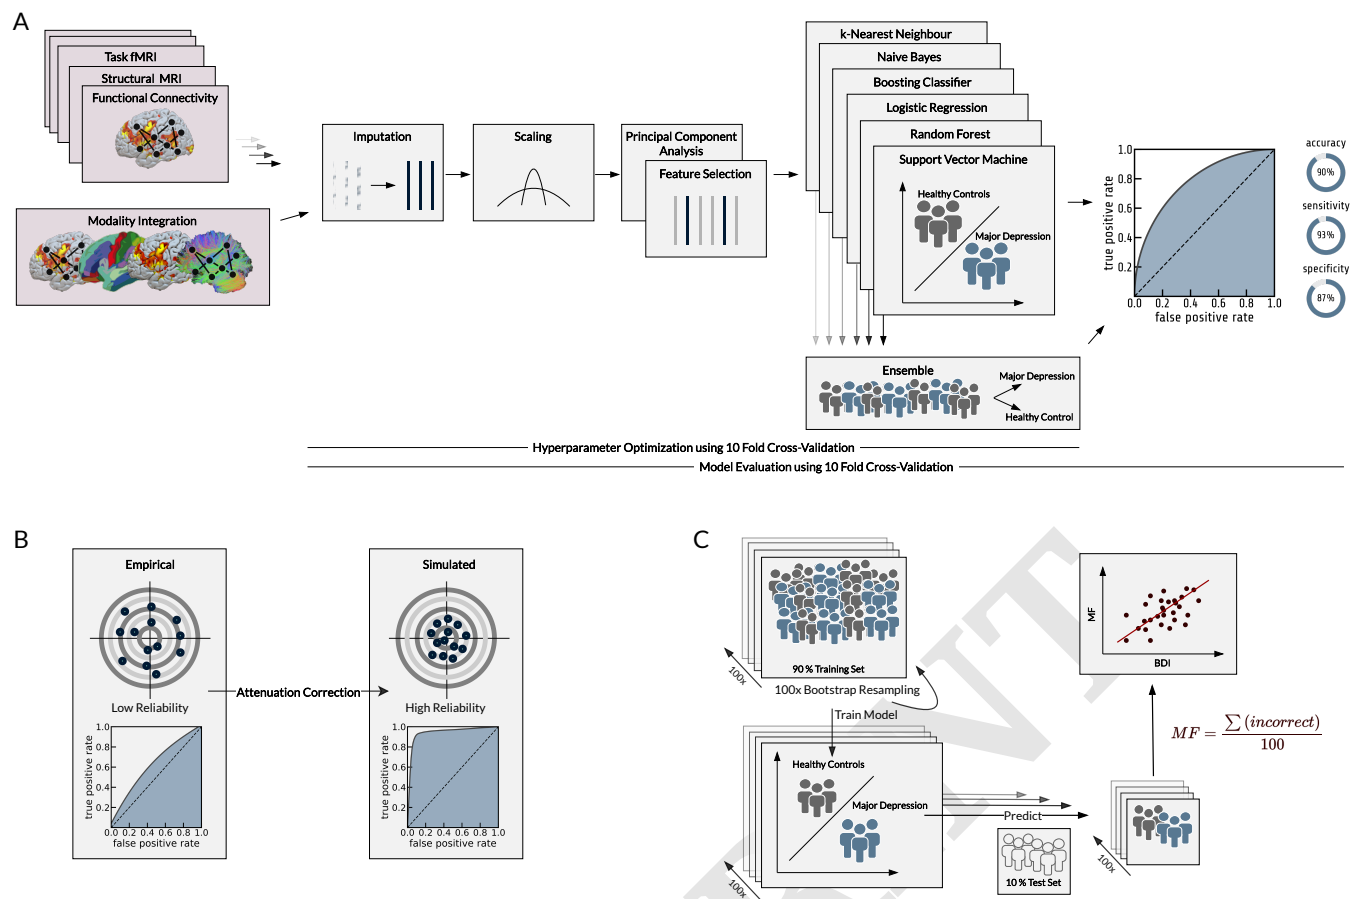 A
Task fMRI
Structural MRI
Functional Connectivity
Modality Integration
Imputation
Scaling
Principal Component
Analysis
Feature Selection
k-Nearest Neighbour
Naive Bayes
Boosting Classifier
Logistic Regression
Random Forest
Support Vector Machine
Healthy Controls
Major Depression
Ensemble
Major Depression
Healthy Control
true positive rate
1.0
0.8
0.6
0.4
0.2
0.0 0.2 0.4 0.6 0.8 1.0
false positive rate
accuracy
90%
sensitivity
93%
specificity
87%
Hyperparameter Optimization using 10 Fold Cross-Validation
Model Evaluation using 10 Fold Cross-Validation
B
Empirical
Low Reliability
true positive rate
1.0
0.8
0.6
0.4
0.2
0.0 0.2 0.4 0.6 0.8 1.0
false positive rate
Attenuation Correction
Simulated
High Reliability
true positive rate
1.0
0.8
0.6
0.4
0.2
0.0 0.2 0.4 0.6 0.8 1.0
false positive rate
C
90 % Training Set
100x
100x Bootstrap Resampling
Train Model
Healthy Controls
Major Depression
100x
Predict
10 % Test Set
100x
MF = ∑ (incorrect) / 100
MF
BDI